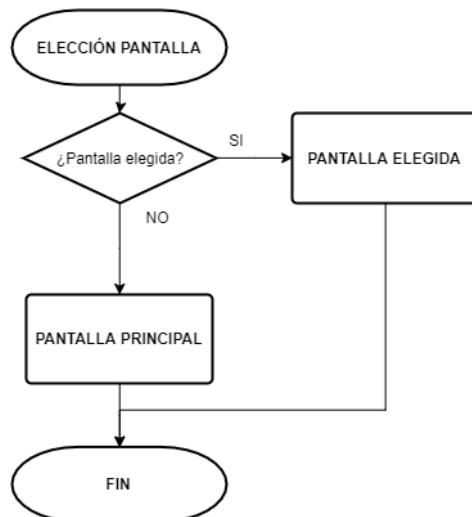 ELECCIÓN PANTALLA
¿Pantalla elegida?
SI
PANTALLA ELEGIDA
NO
PANTALLA PRINCIPAL
FIN